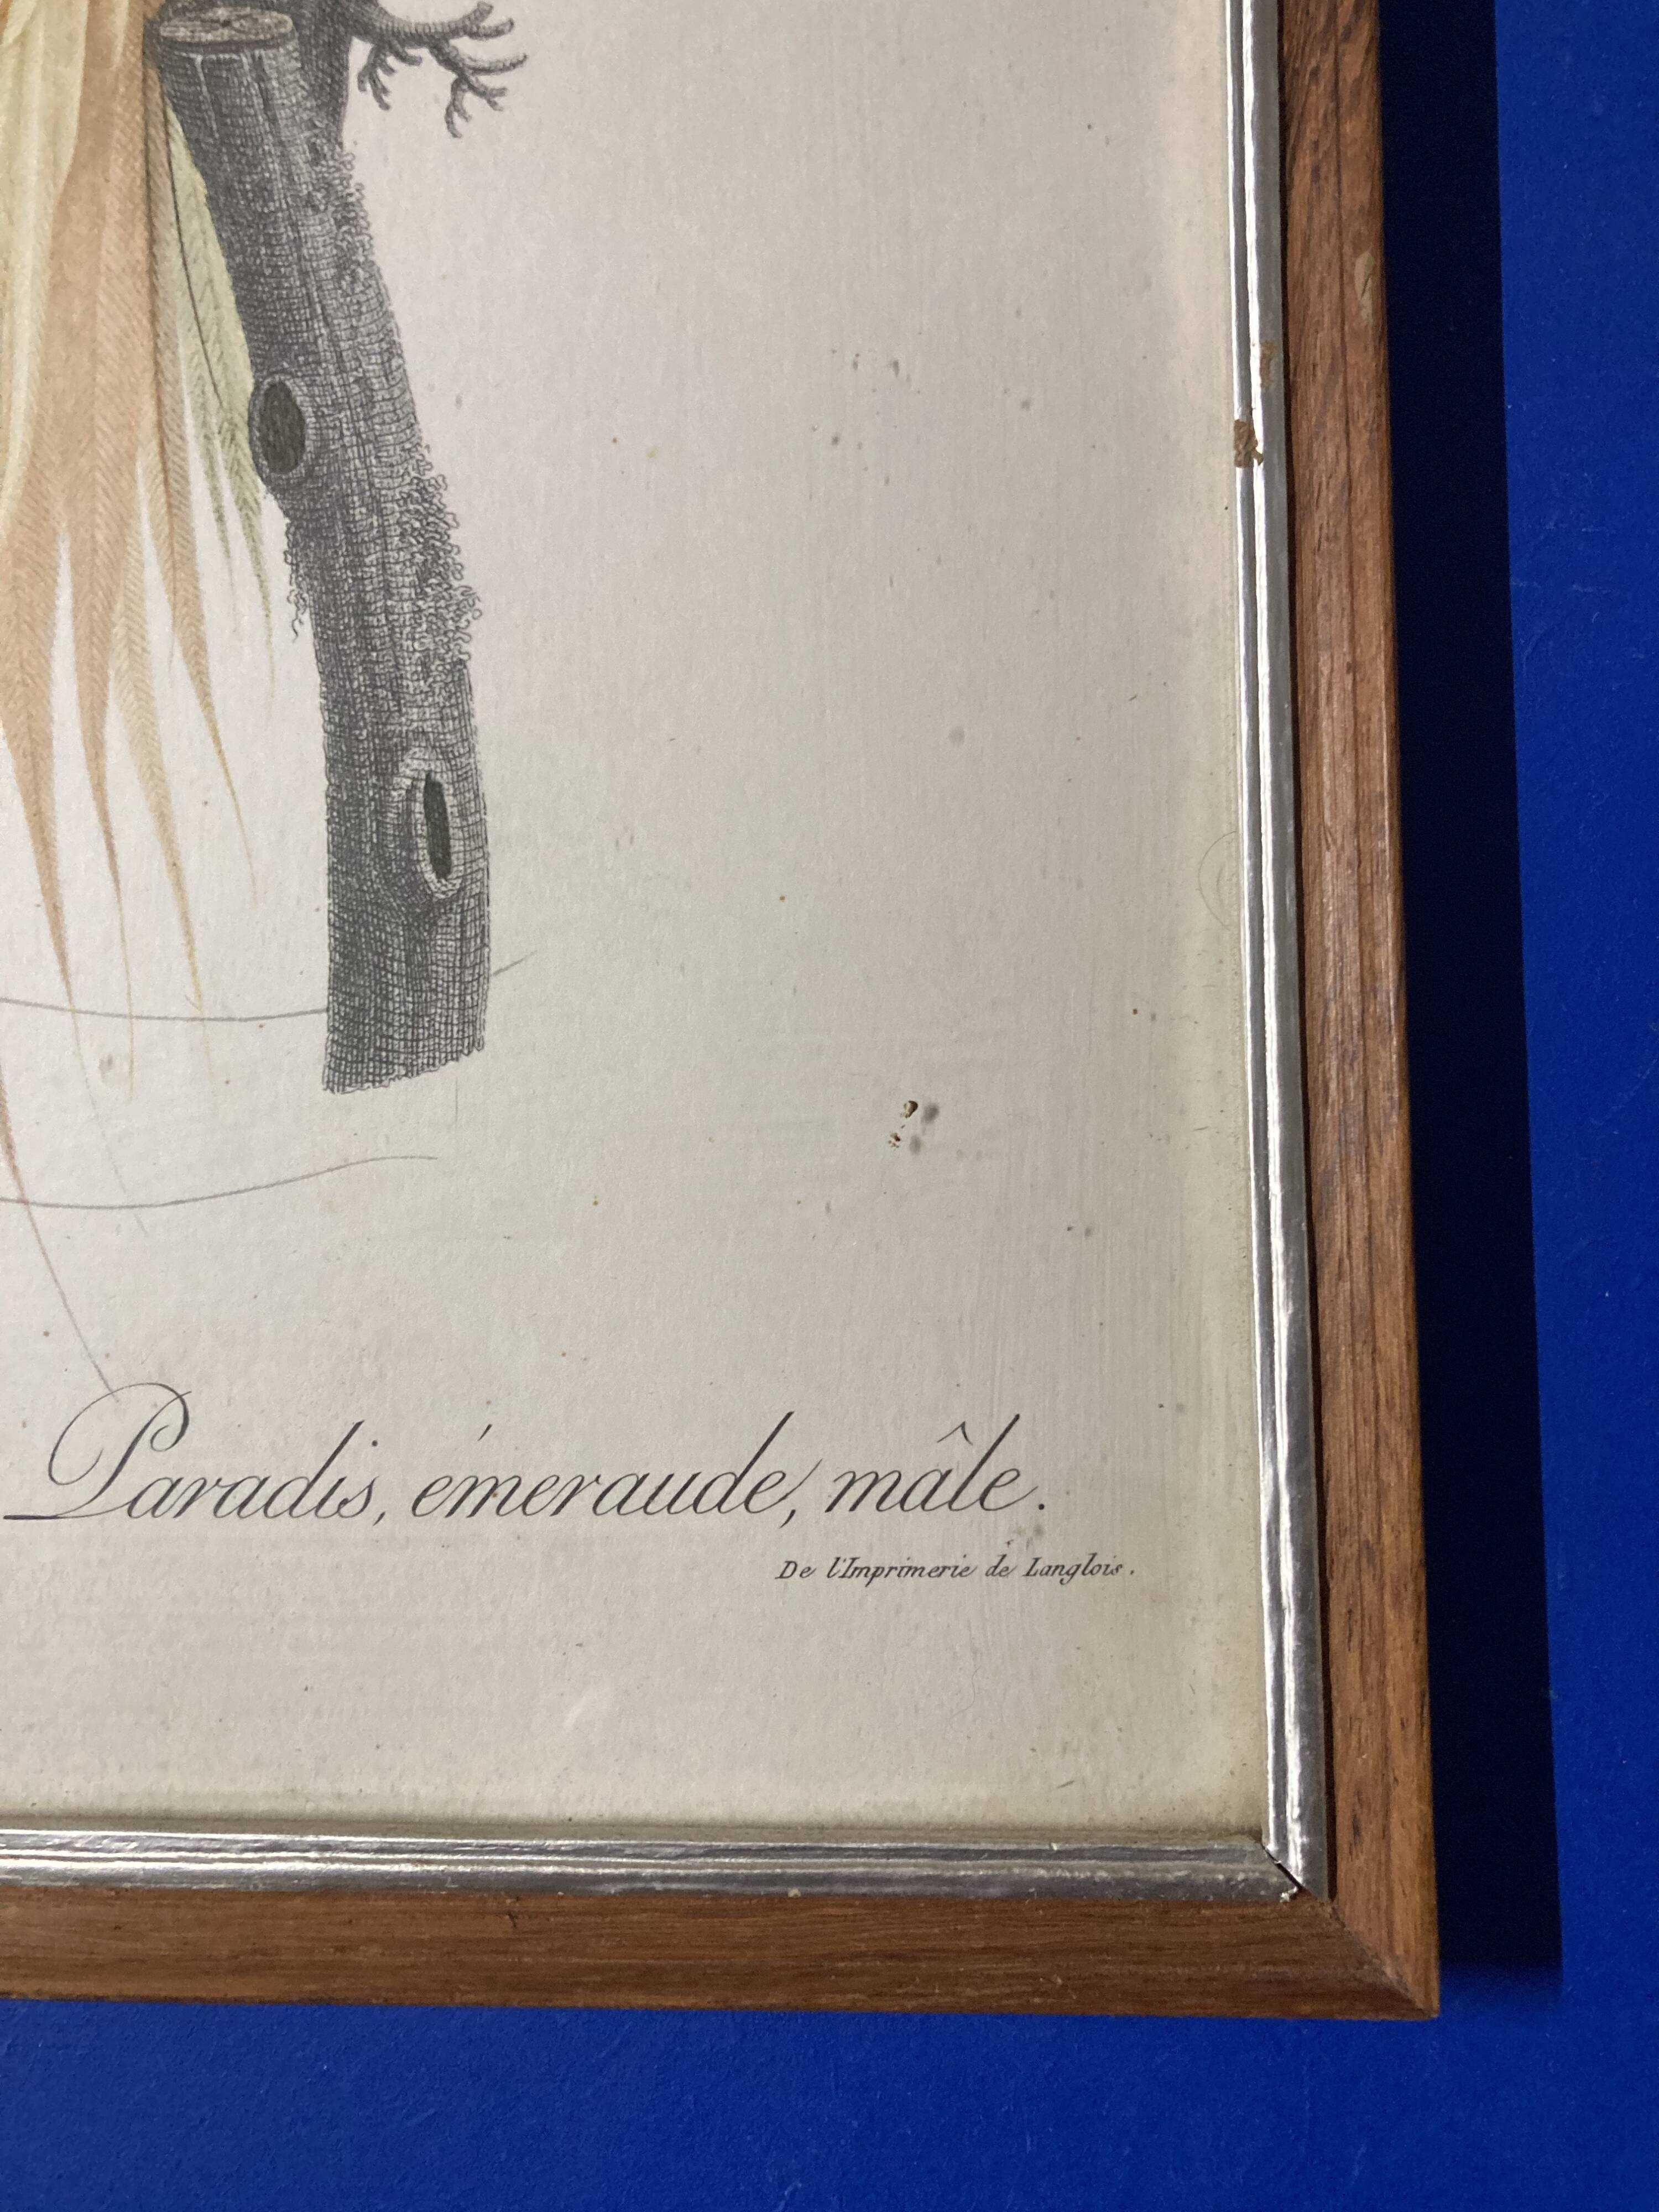 Paradis, émeraude, mâle.
De l'Imprimerie de Langlois.